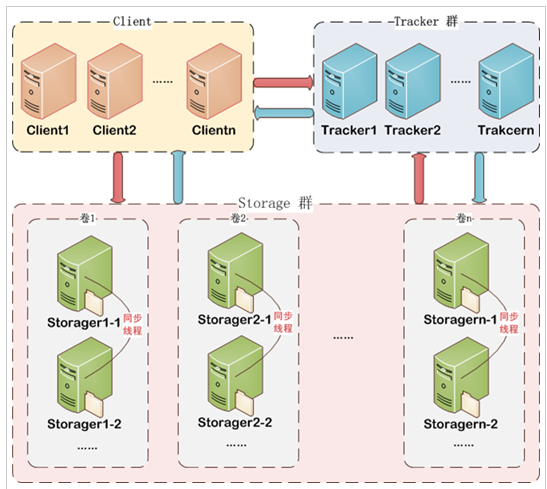 Client
Tracker 群
......
......
Client1
Client2
Clientn
Tracker1
Tracker2
Trakcern
Storage 群
卷1
卷2
卷n
Storager1-1
Storager2-1
Storagern-1
同步
线程
同步
线程
同步
线程
......
Storager1-2
Storager2-2
Storagern-2
......
......
......